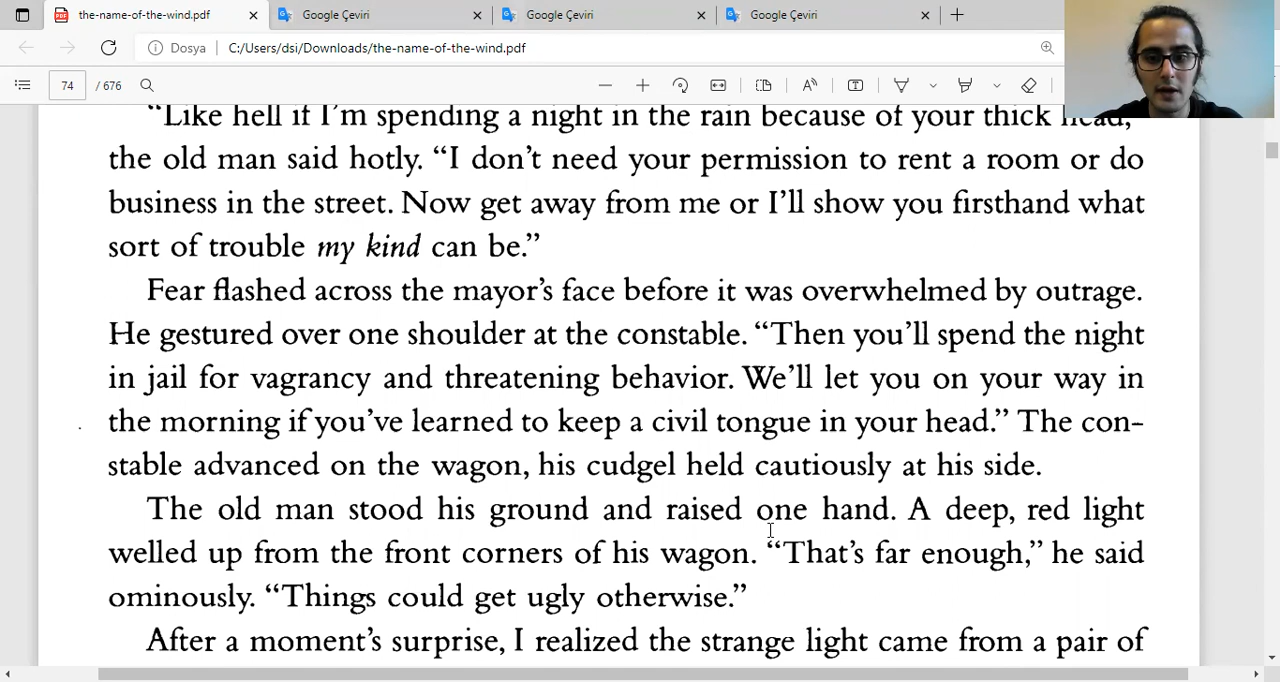 the-name-of-the-wind.pdf
Google Çeviri
Google Çeviri
Google Çeviri
Dosya
C:/Users/dsi/Downloads/the-name-of-the-wind.pdf
74 / 676
“Like hell if I’m spending a night in the rain because of your thick head,”
the old man said hotly. “I don’t need your permission to rent a room or do
business in the street. Now get away from me or I’ll show you firsthand what
sort of trouble my kind can be.”
Fear flashed across the mayor’s face before it was overwhelmed by outrage.
He gestured over one shoulder at the constable. “Then you’ll spend the night
in jail for vagrancy and threatening behavior. We’ll let you on your way in
the morning if you’ve learned to keep a civil tongue in your head.” The con-
stable advanced on the wagon, his cudgel held cautiously at his side.
The old man stood his ground and raised one hand. A deep, red light
welled up from the front corners of his wagon. “That’s far enough,” he said
ominously. “Things could get ugly otherwise.”
After a moment’s surprise, I realized the strange light came from a pair of